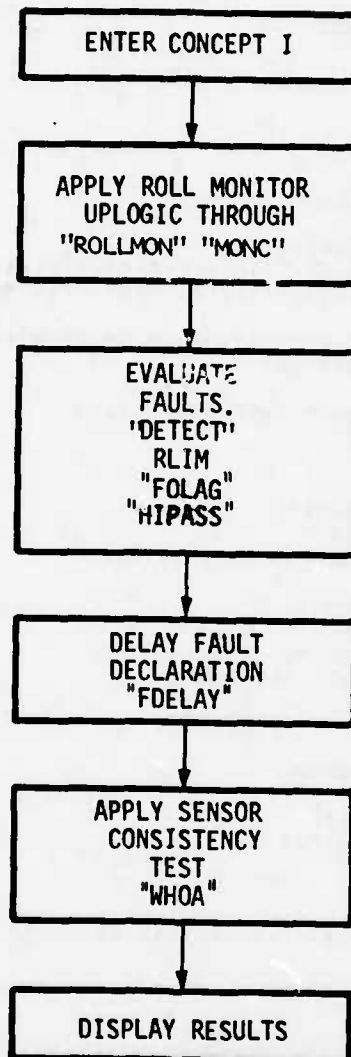 ENTER CONCEPT I
APPLY ROLL MONITOR
UPLOGIC THROUGH
"ROLLMON" "MONC"
EVALUATE
FAULTS.
"DETECT"
RLIM
"FOLAG"
"HIPASS"
DELAY FAULT
DECLARATION
"FDELAY"
APPLY SENSOR
CONSISTENCY
TEST
"WHOA"
DISPLAY RESULTS